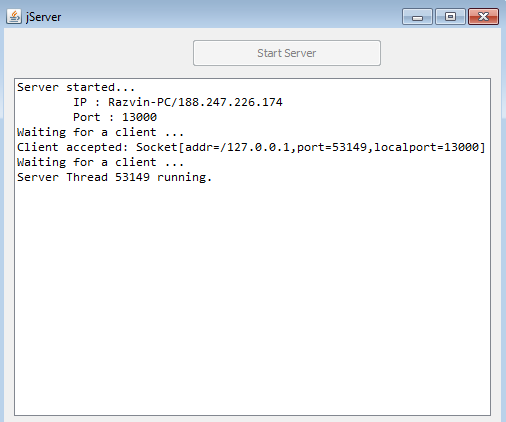 jServer
Start Server
Server started...
IP : Razvin-PC/188.247.226.174
Port : 13000
Waiting for a client ...
Client accepted: Socket[addr=/127.0.0.1,port=53149,localport=13000]
Waiting for a client ...
Server Thread 53149 running.